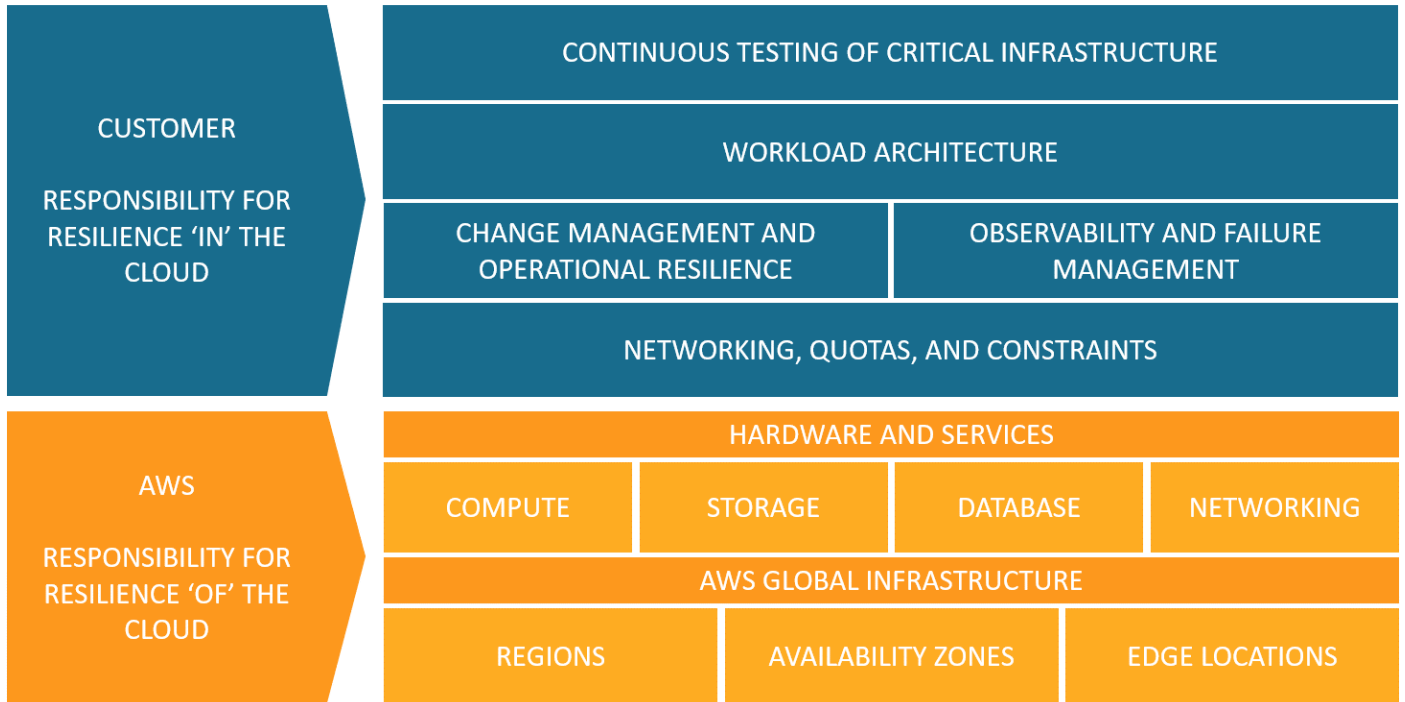 CUSTOMER
RESPONSIBILITY FOR
RESILIENCE ‘IN’ THE
CLOUD
CONTINUOUS TESTING OF CRITICAL INFRASTRUCTURE
WORKLOAD ARCHITECTURE
CHANGE MANAGEMENT AND
OPERATIONAL RESILIENCE
OBSERVABILITY AND FAILURE
MANAGEMENT
NETWORKING, QUOTAS, AND CONSTRAINTS
AWS
RESPONSIBILITY FOR
RESILIENCE ‘OF’ THE
CLOUD
HARDWARE AND SERVICES
COMPUTE
STORAGE
DATABASE
NETWORKING
AWS GLOBAL INFRASTRUCTURE
REGIONS
AVAILABILITY ZONES
EDGE LOCATIONS